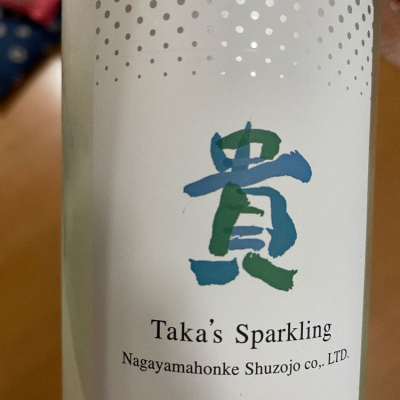 貴
Taka's Sparkling
Nagayamahonke Shuzojo co,. LTD.